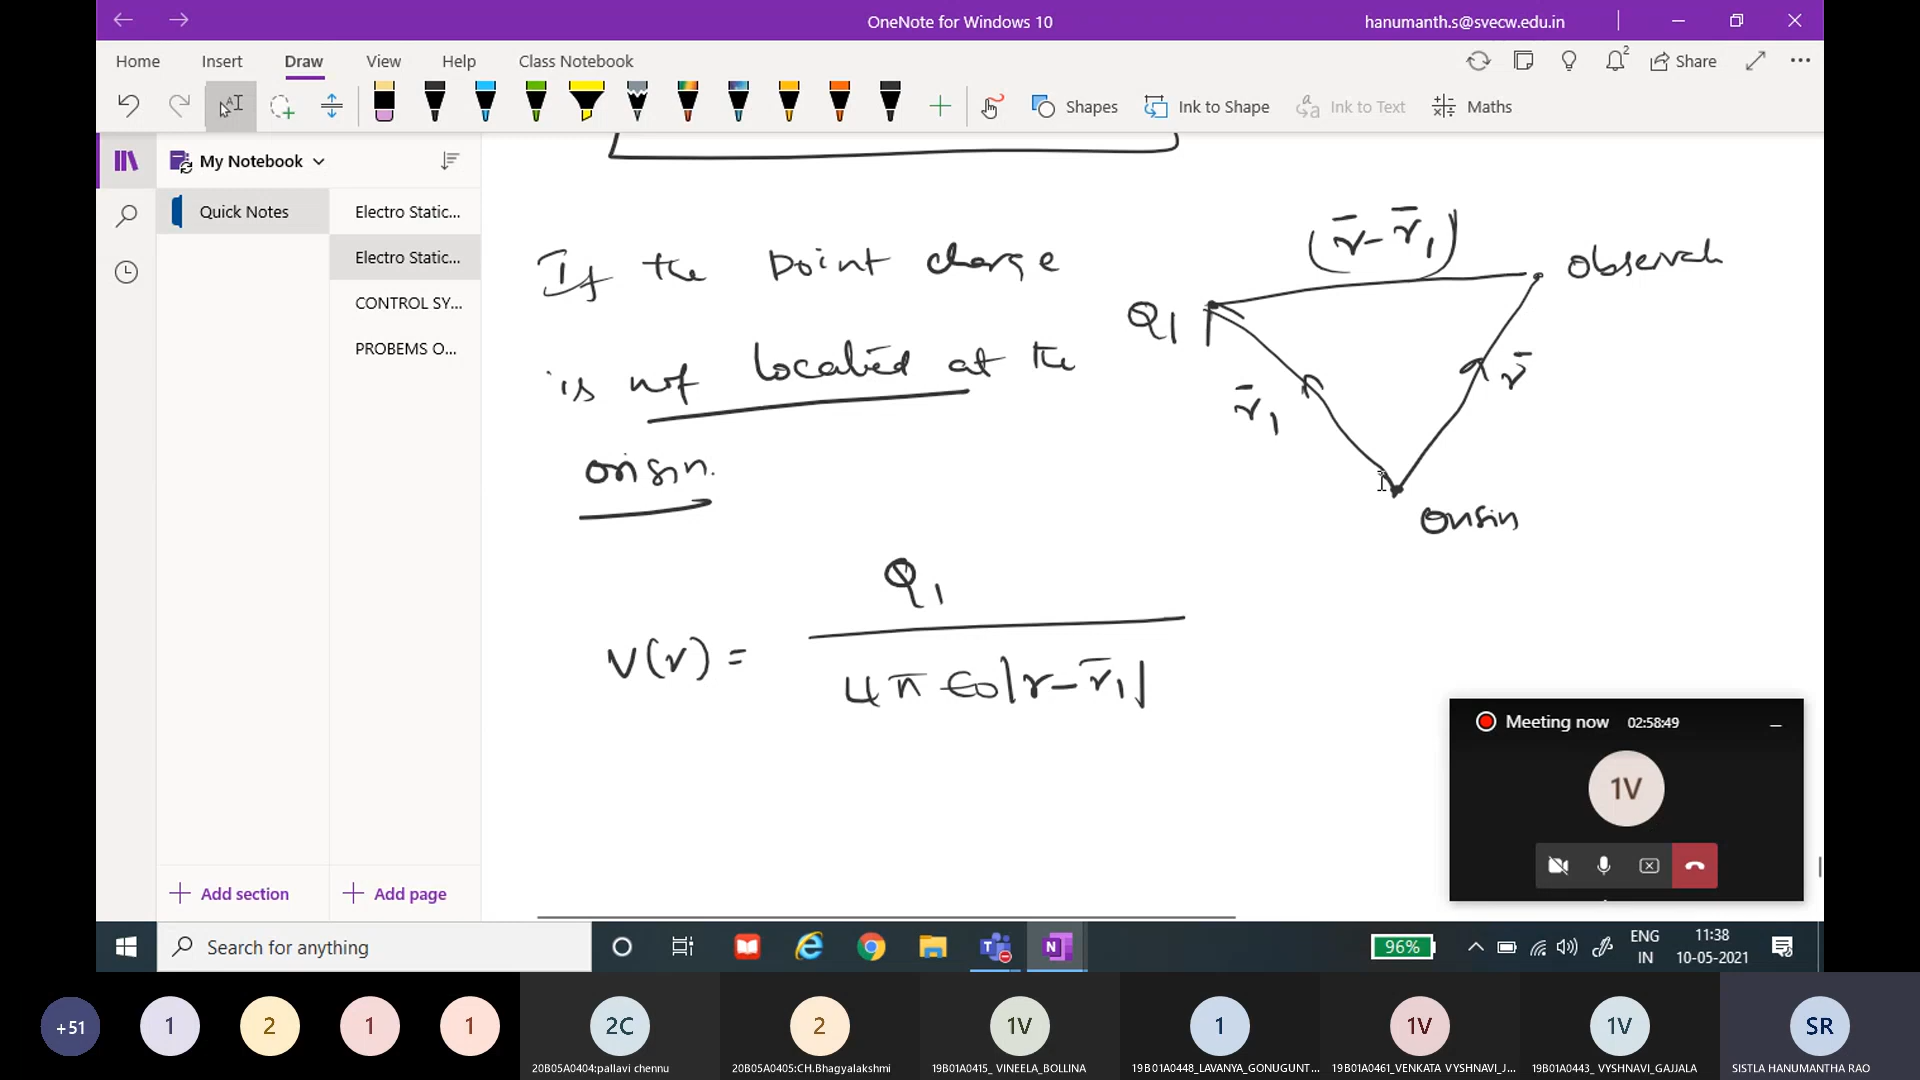 OneNote for Windows 10
hanumanth.s@svecw.edu.in
Home Insert Draw View Help Class Notebook
2
Share
Shapes Ink to Shape Ink to Text Maths
My Notebook
Quick Notes
Electro Static...
Electro Static...
CONTROL SY...
PROBEMS O...
Add section
Add page
If the point charge
is not located at the
origin.
(r̄-r̄1)
Q1
r̄1
r̄
origin
V(r) = Q1
4π ϵ0|r-r̄1|
Meeting now 02:58:49
1V
Search for anything
96%
ENG
IN
11:38
10-05-2021
+51 1 2 1 1 2C 2 1V 1 1V 1V SR
20B05A0404:pallavi chennu
20B05A0405:CH.Bhagyalakshmi
19B01A0415_ VINEELA_BOLLINA
19B01A0448_LAVANYA_GONUGUNT...
19B01A0461_VENKATA VYSHNAVI_J...
19B01A0443_ VYSHNAVI_GAJJALA
SISTLA HANUMANTHA RAO